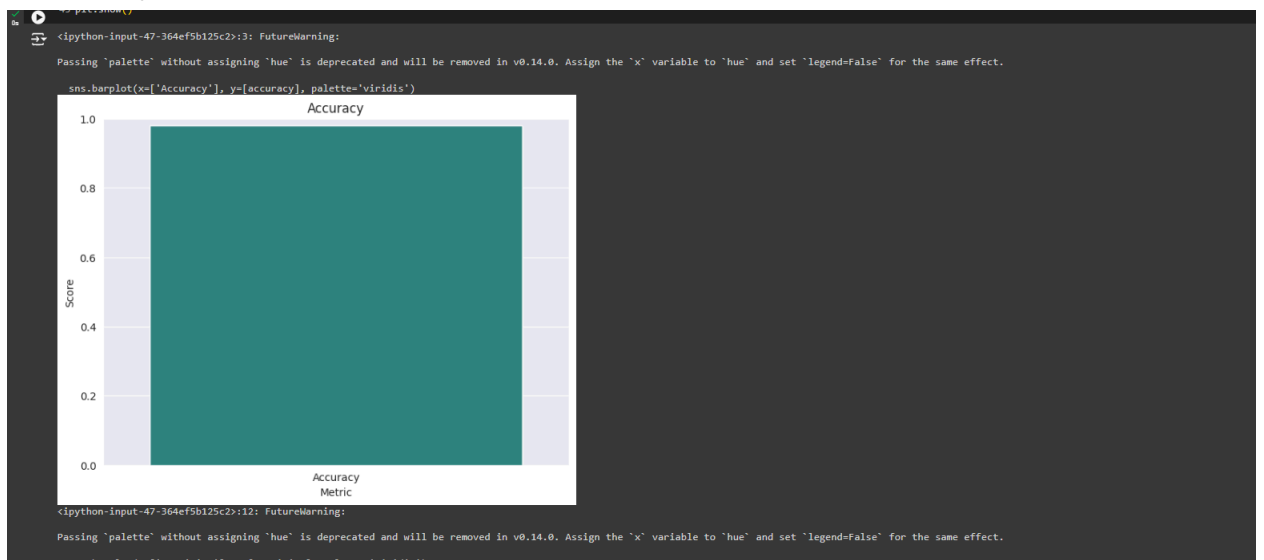 45 plt.show()
0s
<ipython-input-47-364ef5b125c2>:3: FutureWarning:
Passing `palette` without assigning `hue` is deprecated and will be removed in v0.14.0. Assign the `x` variable to `hue` and set `legend=False` for the same effect.
sns.barplot(x=['Accuracy'], y=[accuracy], palette='viridis')
Accuracy
1.0
0.8
0.6
Score
0.4
0.2
0.0
Accuracy
Metric
<ipython-input-47-364ef5b125c2>:12: FutureWarning:
Passing `palette` without assigning `hue` is deprecated and will be removed in v0.14.0. Assign the `x` variable to `hue` and set `legend=False` for the same effect.